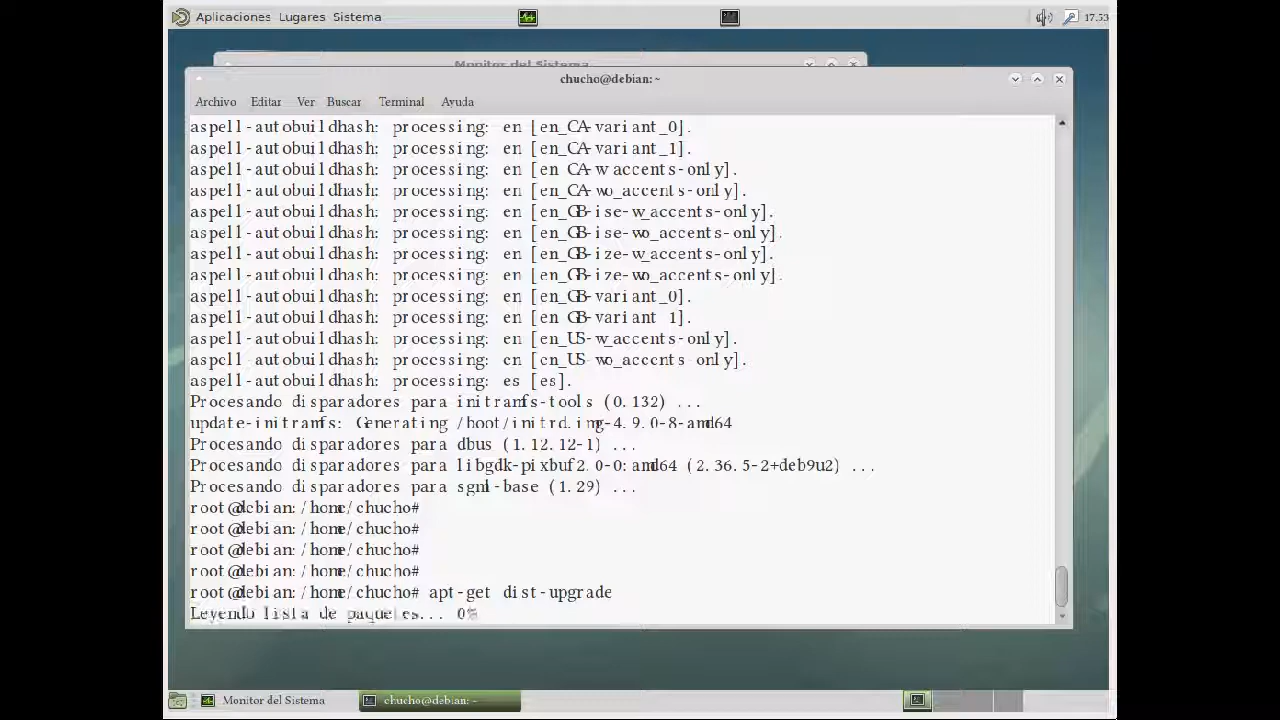 Aplicaciones Lugares Sistema
17:53
Monitor del Sistema
chucho@debian: ~
Archivo Editar Ver Buscar Terminal Ayuda
aspell-autobuildhash: processing: en [en_CA-variant_0].
aspell-autobuildhash: processing: en [en_CA-variant_1].
aspell-autobuildhash: processing: en [en_CA-w_accents-only].
aspell-autobuildhash: processing: en [en_CA-wo_accents-only].
aspell-autobuildhash: processing: en [en_GB-ise-w_accents-only].
aspell-autobuildhash: processing: en [en_GB-ise-wo_accents-only].
aspell-autobuildhash: processing: en [en_GB-ize-w_accents-only].
aspell-autobuildhash: processing: en [en_GB-ize-wo_accents-only].
aspell-autobuildhash: processing: en [en_GB-variant_0].
aspell-autobuildhash: processing: en [en_GB-variant_1].
aspell-autobuildhash: processing: en [en_US-w_accents-only].
aspell-autobuildhash: processing: en [en_US-wo_accents-only].
aspell-autobuildhash: processing: es [es].
Procesando disparadores para initramfs-tools (0.132) ...
update-initramfs: Generating /boot/initrd.img-4.9.0-8-amd64
Procesando disparadores para dbus (1.12.12-1) ...
Procesando disparadores para libgdk-pixbuf2.0-0:amd64 (2.36.5-2+deb9u2) ...
Procesando disparadores para sgml-base (1.29) ...
root@debian:/home/chucho#
root@debian:/home/chucho#
root@debian:/home/chucho#
root@debian:/home/chucho#
root@debian:/home/chucho# apt-get dist-upgrade
Leyendo lista de paquetes... 0%
Monitor del Sistema
chucho@debian: ~